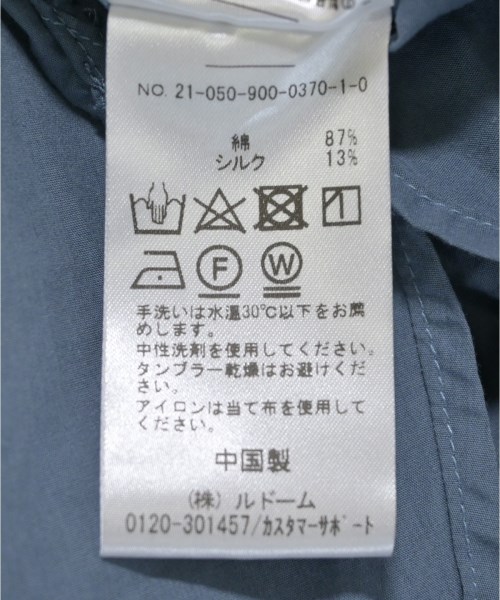 NO. 21-050-900-0370-1-0
綿 87%
シルク 13%
F W
手洗いは水温30℃以下をお薦
めします。
中性洗剤を使用してください。
タンブラー乾燥はお避けくださ
い。
アイロンは当て布を使用して
ください。
中国製
(株) ルドーム
0120-301457/カスタマーサポート